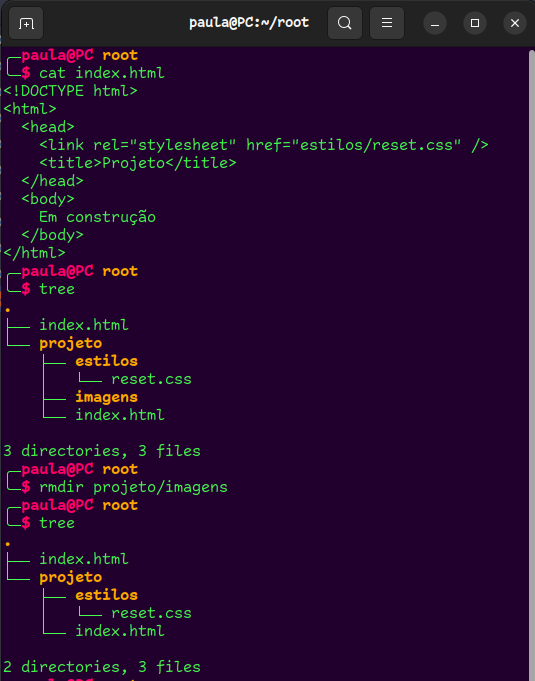 paula@PC:~/root
paula@PC root
$ cat index.html
<!DOCTYPE html>
<html>
  <head>
    <link rel="stylesheet" href="estilos/reset.css" />
    <title>Projeto</title>
  </head>
  <body>
    Em construção
  </body>
</html>
paula@PC root
$ tree
.
├── index.html
└── projeto
    ├── estilos
    │   └── reset.css
    ├── imagens
    └── index.html

3 directories, 3 files
paula@PC root
$ rmdir projeto/imagens
paula@PC root
$ tree
.
├── index.html
└── projeto
    ├── estilos
    │   └── reset.css
    └── index.html

2 directories, 3 files